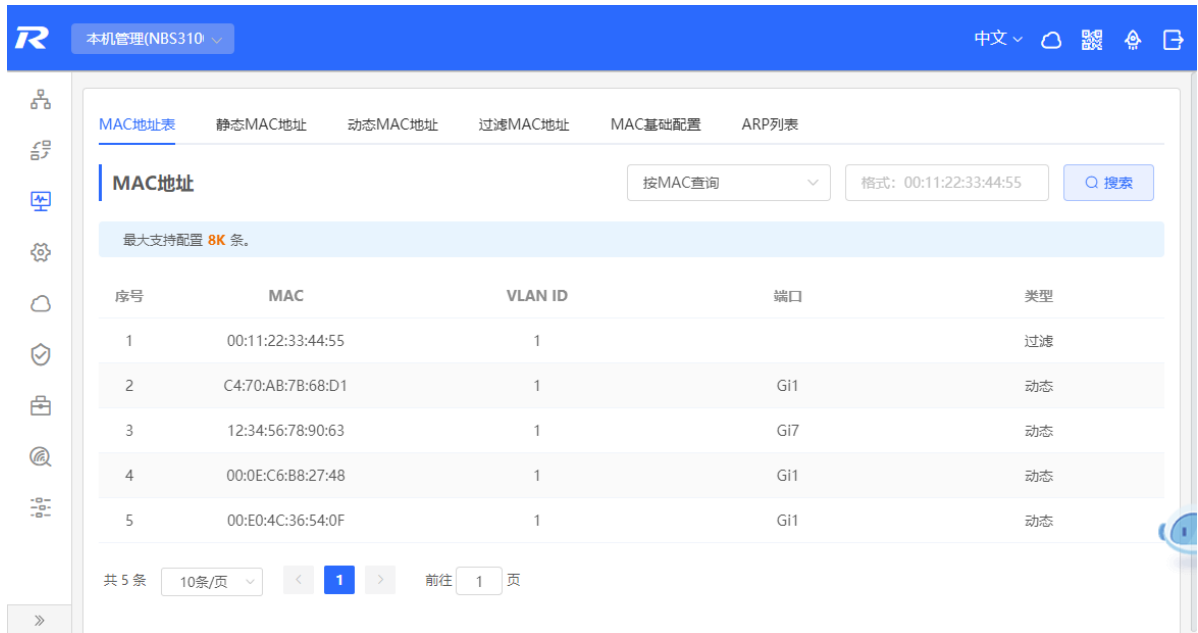 本机管理(NBS310 中文
MAC地址表 静态MAC地址 动态MAC地址 过滤MAC地址 MAC基础配置 ARP列表
MAC地址 按MAC查询 格式：00:11:22:33:44:55 搜索
最大支持配置 8K 条。
序号 MAC VLAN ID 端口 类型
1 00:11:22:33:44:55 1 过滤
2 C4:70:AB:7B:68:D1 1 Gi1 动态
3 12:34:56:78:90:63 1 Gi7 动态
4 00:0E:C6:B8:27:48 1 Gi1 动态
5 00:E0:4C:36:54:0F 1 Gi1 动态
共 5 条 10条/页 1 前往 1 页